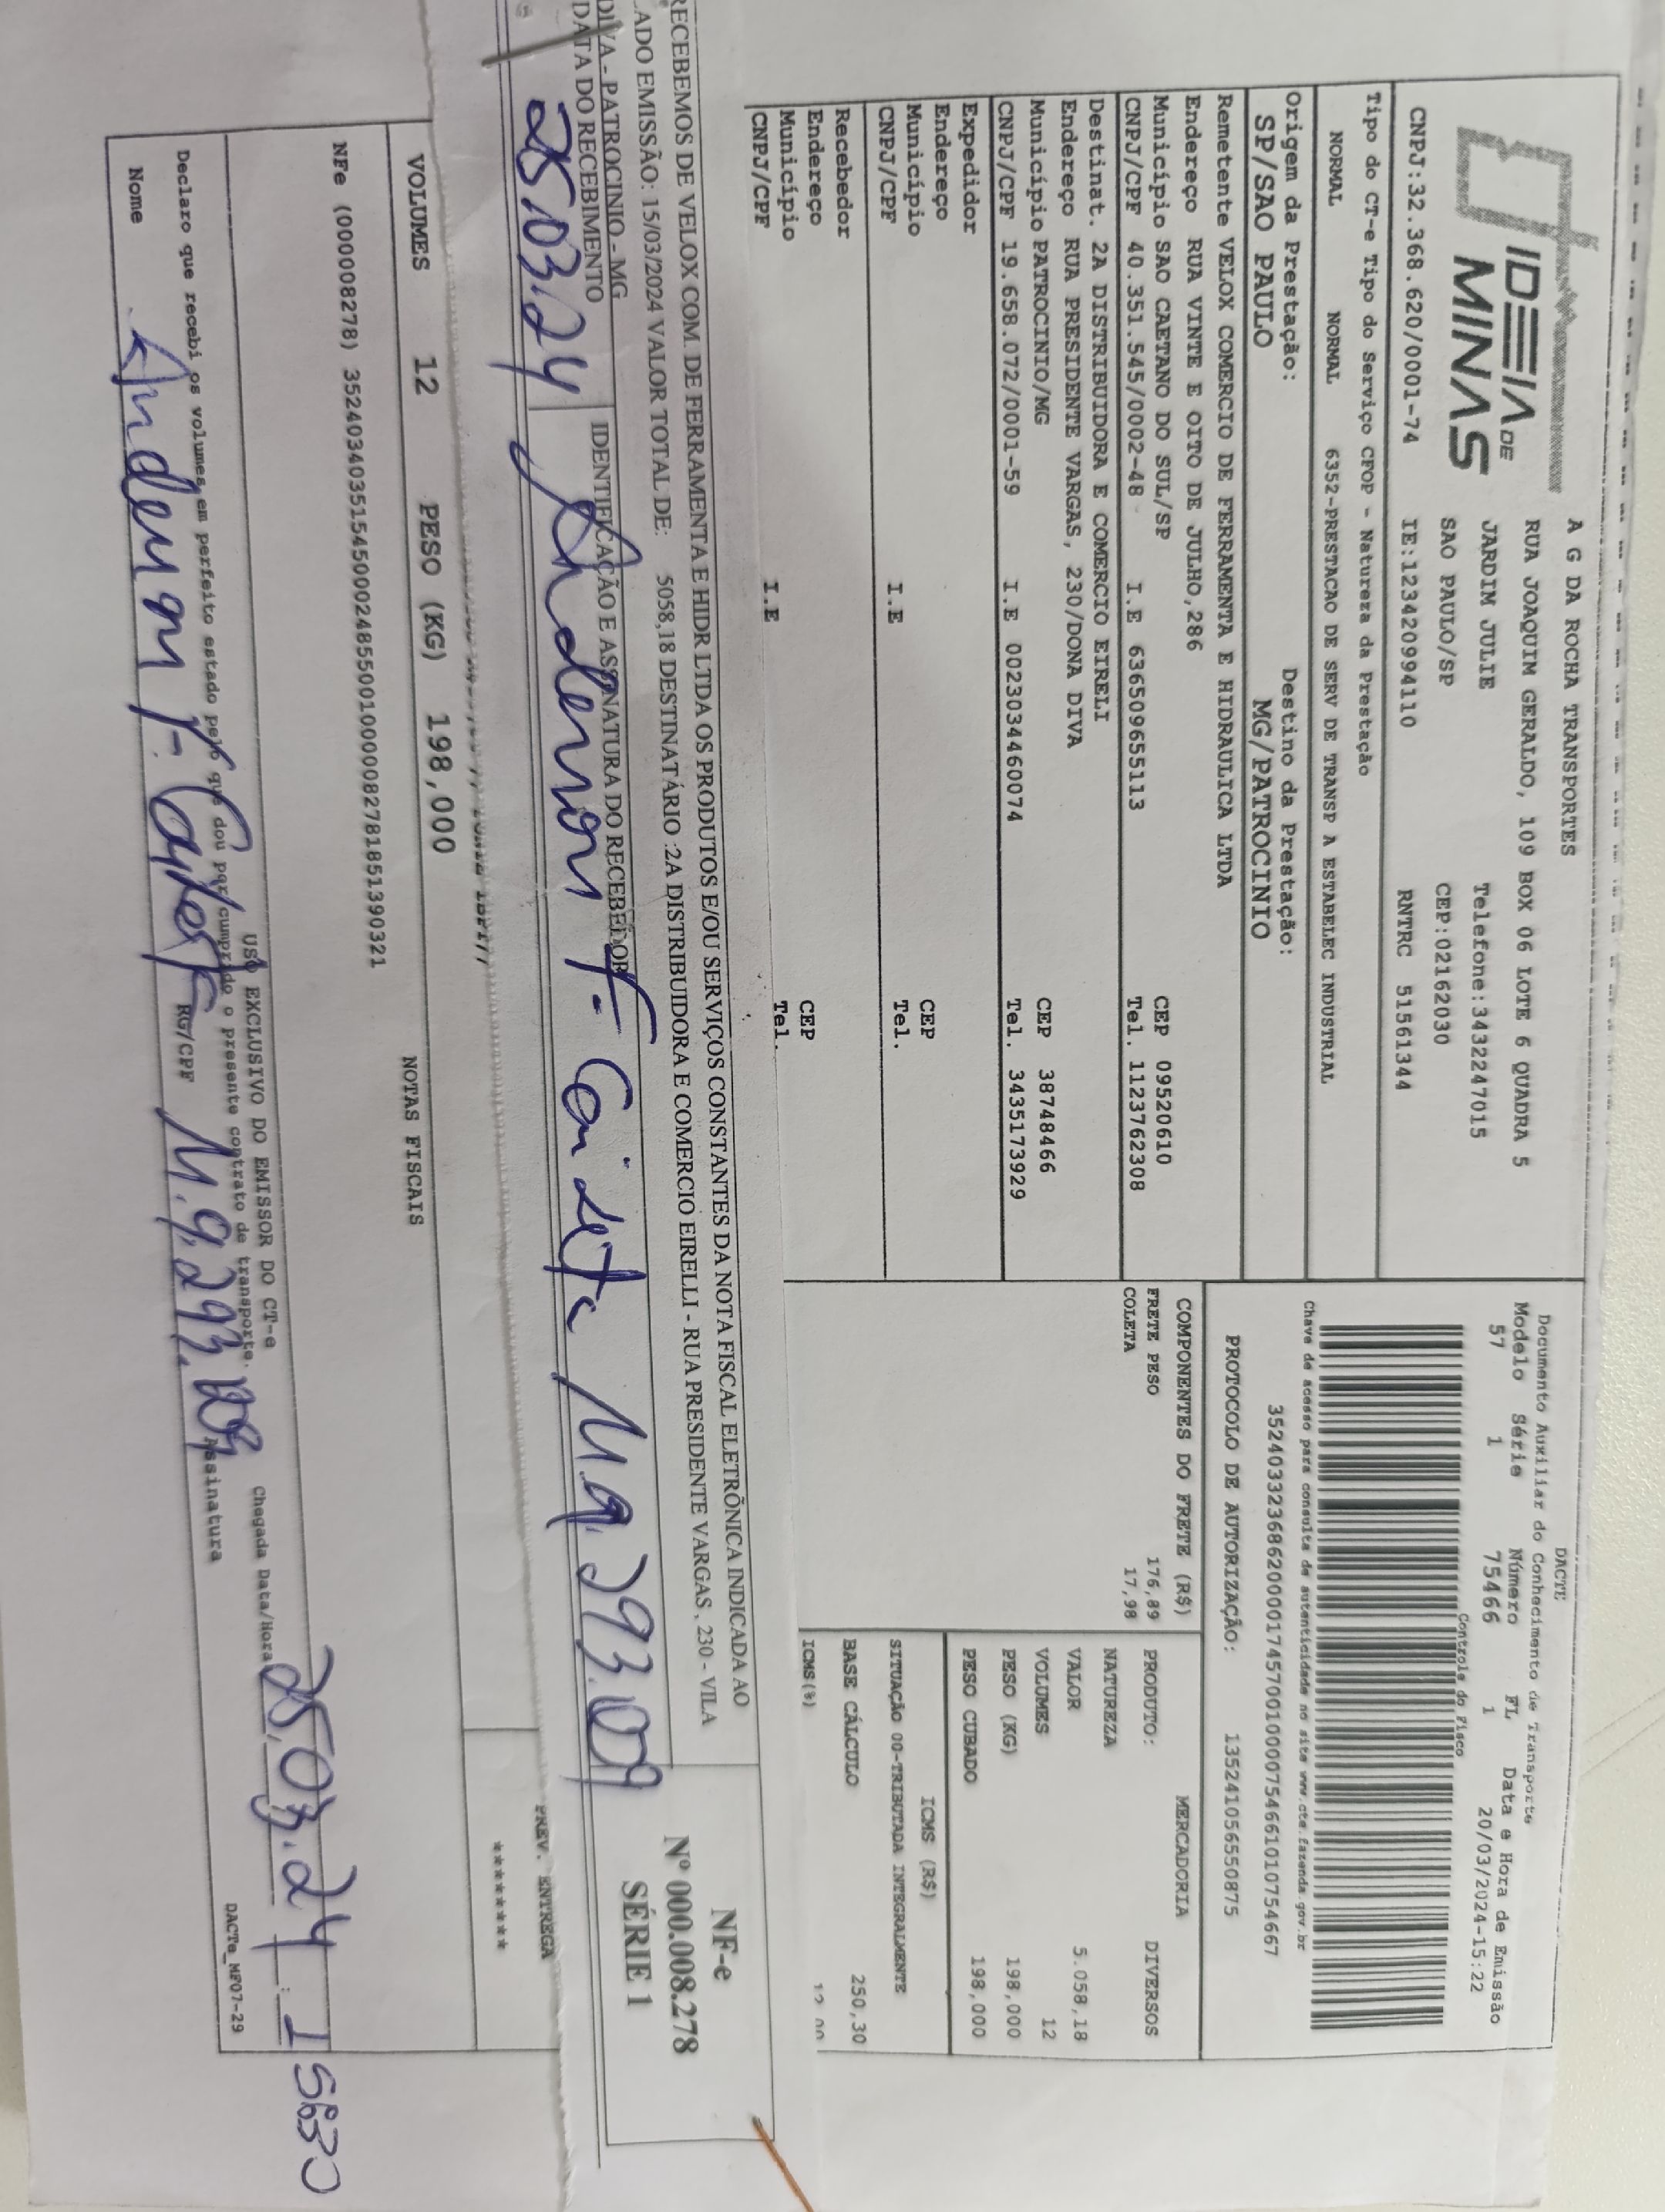 IDEIA DE
MINAS
A G DA ROCHA TRANSPORTES
RUA JOAQUIM GERALDO, 109 BOX 06 LOTE 6 QUADRA 5
JARDIM JULIE Telefone:3432247015
SAO PAULO/SP CEP:02162030
CNPJ:32.368.620/0001-74 IE:123420994110 RNTRC 51561344
Tipo do CT-e Tipo do Serviço CFOP - Natureza da Prestação
NORMAL NORMAL 6352-PRESTACAO DE SERV DE TRANSP A ESTABELEC INDUSTRIAL
Origem da Prestação: Destino da Prestação:
SP/SAO PAULO MG/PATROCINIO
Remetente VELOX COMERCIO DE FERRAMENTA E HIDRAULICA LTDA
Endereço RUA VINTE E OITO DE JULHO,286
Município SAO CAETANO DO SUL/SP CEP 09520610
CNPJ/CPF 40.351.545/0002-48 I.E 636509655113 Tel. 1123762308
Destinat. 2A DISTRIBUIDORA E COMERCIO EIRELI
Endereço RUA PRESIDENTE VARGAS, 230/DONA DIVA
Município PATROCINIO/MG CEP 38748466
CNPJ/CPF 19.658.072/0001-59 I.E 0023034460074 Tel. 3435173929
Expedidor
Endereço
Município CEP
CNPJ/CPF I.E Tel.
Recebedor
Endereço
Município CEP
CNPJ/CPF I.E Tel.
DACTE
Documento Auxiliar do Conhecimento de Transporte
Modelo Série Número FL Data e Hora de Emissão
57 1 75466 1 20/03/2024-15:22
Controle do Fisco
Chave de acesso para consulta de autenticidade no site www.cte.fazenda.gov.br
35240332368620000174570010000754661010754667
PROTOCOLO DE AUTORIZAÇÃO: 135241056550875
COMPONENTES DO FRETE (R$)
FRETE PESO 176,89
COLETA 17,98
MERCADORIA
PRODUTO: DIVERSOS
NATUREZA
VALOR 5.058,18
VOLUMES 12
PESO (KG) 198,000
PESO CUBADO 198,000
ICMS (R$)
SITUAÇÃO 00-TRIBUTADA INTEGRALMENTE
BASE CÁLCULO 250,30
ICMS(%) 12,00
RECEBEMOS DE VELOX COM. DE FERRAMENTA E HIDR LTDA OS PRODUTOS E/OU SERVIÇOS CONSTANTES DA NOTA FISCAL ELETRÔNICA INDICADA AO
LADO EMISSÃO: 15/03/2024 VALOR TOTAL DE: 5058,18 DESTINATÁRIO :2A DISTRIBUIDORA E COMERCIO EIRELLI - RUA PRESIDENTE VARGAS , 230 - VILA
DIVA - PATROCINIO - MG
DATA DO RECEBIMENTO IDENTIFICAÇÃO E ASSINATURA DO RECEBEDOR
25.03.24 Anderson F. M.9.293.009
NF-e
Nº 000.008.278
SÉRIE 1
PREV. ENTREGA
********
VOLUMES 12 PESO (KG) 198,000 NOTAS FISCAIS
NFe (000008278) 35240340351545000248550010000082781851390321
USO EXCLUSIVO DO EMISSOR DO CT-e
Declaro que recebi os volumes em perfeito estado pelo que dou por cumprido o presente contrato de transporte.
Nome Anderson F. RG/CPF M.9.293.009 Assinatura
Chegada Data/Hora 25.03.24
DACTe_MF07-29